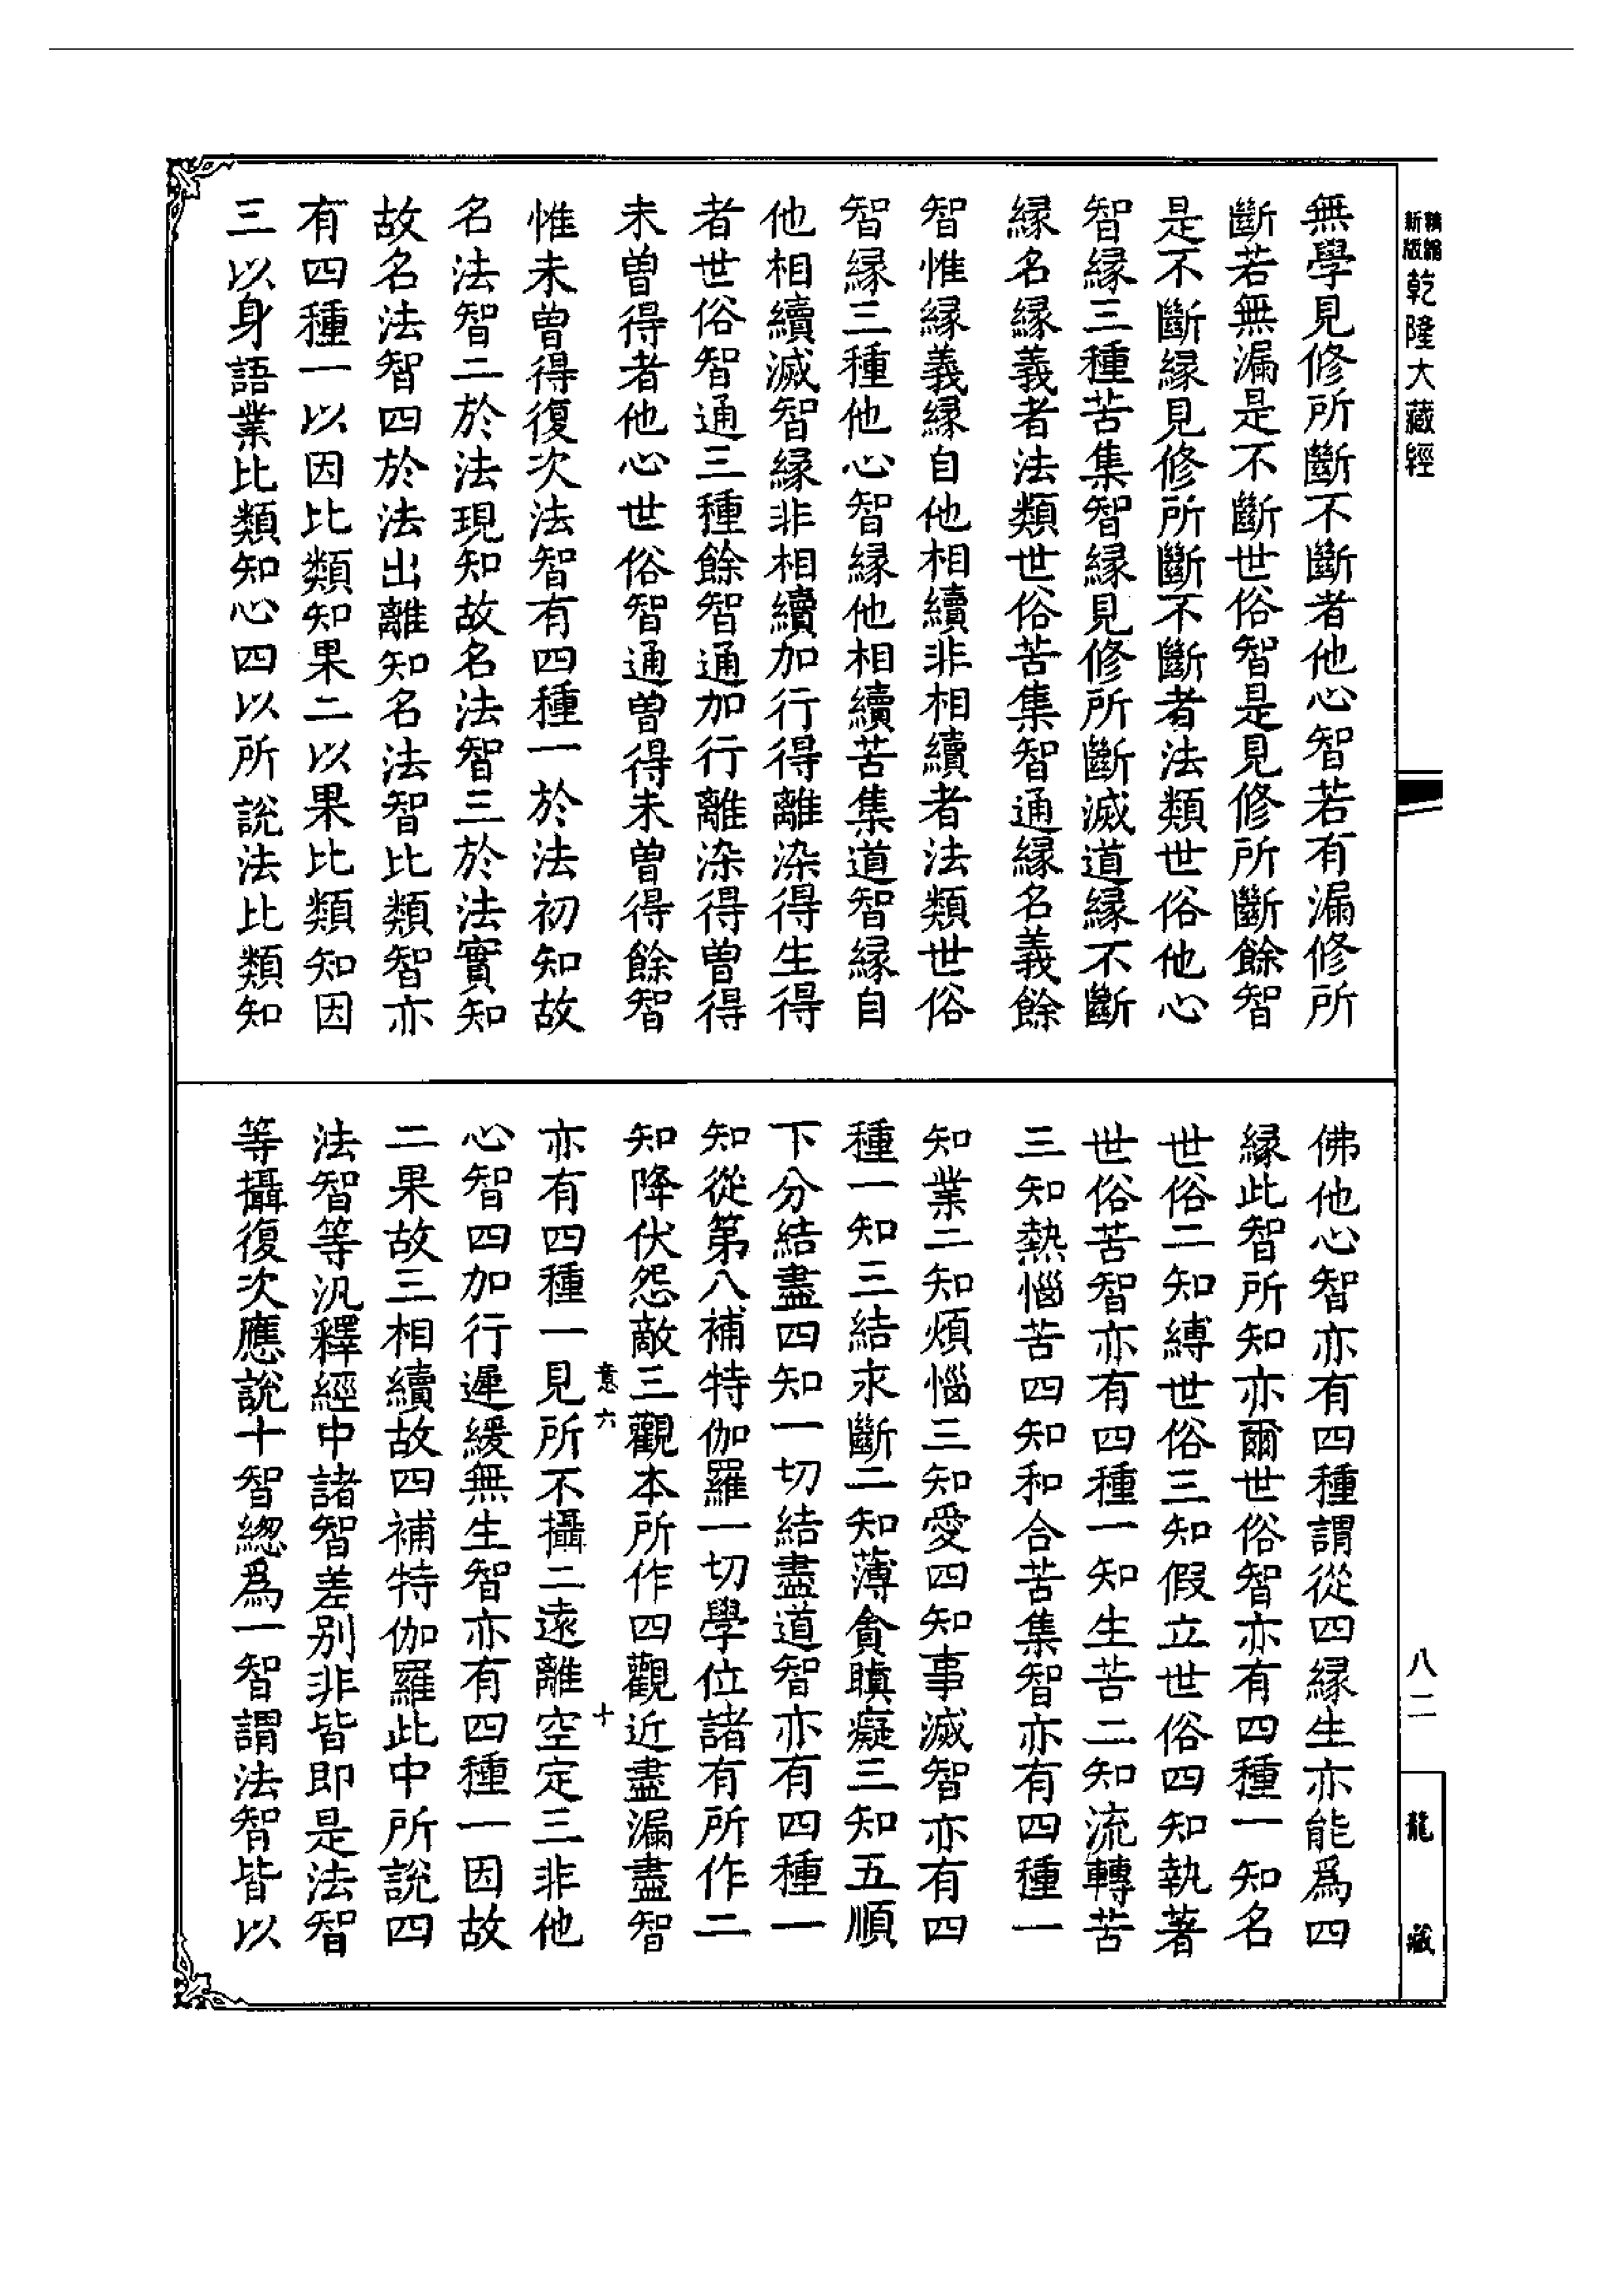 精縮新版乾隆大藏經
無學見修所斷不斷者他心智若有漏修所
斷若無漏是不斷世俗智是見修所斷餘智
是不斷緣見修所斷不斷者法類世俗他心
智緣三種苦集智緣見修所斷滅道緣不斷
緣名緣義者法類世俗苦集智通緣名義餘
智惟緣義緣自他相續非相續者法類世俗
智緣三種他心智緣他相續苦集道智緣自
他相續滅智緣非相續加行得離染得生得
者世俗智通三種餘智通加行離染得曾得
未曾得者他心世俗智通曾得未曾得餘智
惟未曾得復次法智有四種一於法初知故
名法智二於法現知故名法智三於法實知
故名法智四於法出離知名法智比類智亦
有四種一以因比類知果二以果比類知因
三以身語業比類知心四以所說法比類知
佛他心智亦有四種謂從四緣生亦能爲四
緣此智所知亦爾世俗智亦有四種一知名
世俗二知縛世俗三知假立世俗四知執著
世俗苦智亦有四種一知生苦二知流轉苦
三知熱惱苦四知和合苦集智亦有四種一
知業二知煩惱三知愛四知事滅智亦有四
種一知三結永斷二知薄貪瞋癡三知五順
下分結盡四知一切結盡道智亦有四種一
知從第八補特伽羅一切學位諸有所作二
知降伏怨敵三觀本所作四觀近盡漏盡智
意六 十
亦有四種一見所不攝二遠離空定三非他
心智四加行遲緩無生智亦有四種一因故
二果故三相續故四補特伽羅此中所說四
法智等汎釋經中諸智差别非皆即是法智
等攝復次應說十智緫爲一智謂法智皆以
八二
龍藏